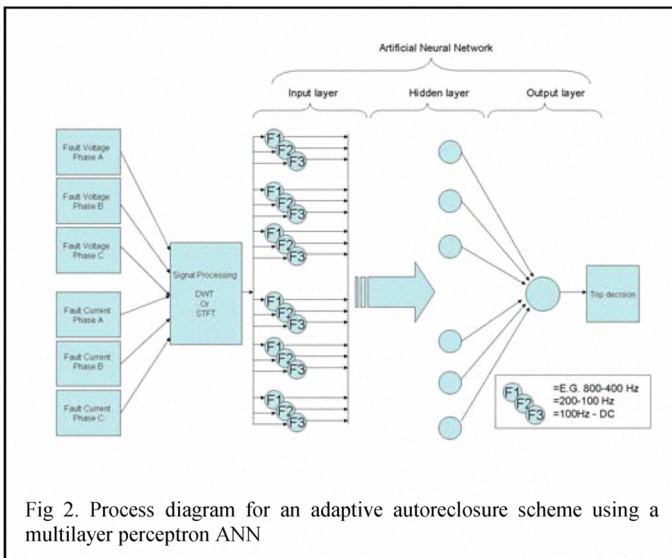 Artificial Neural Network
Input layer
Hidden layer
Output layer
Fault Voltage
Phase A
Fault Voltage
Phase B
Fault Voltage
Phase C
Fault Current
Phase A
Fault Current
Phase B
Fault Current
Phase C
Signal Processing
DWT
Or
STFT
F1
F2
F3
F1
F2
F3
F1
F2
F3
F1
F2
F3
F1
F2
F3
F1
F2
F3
Trip decision
F1 =E.G. 800-400 Hz
F2 =200-100 Hz
F3 =100Hz - DC
Fig 2. Process diagram for an adaptive autoreclosure scheme using a
multilayer perceptron ANN